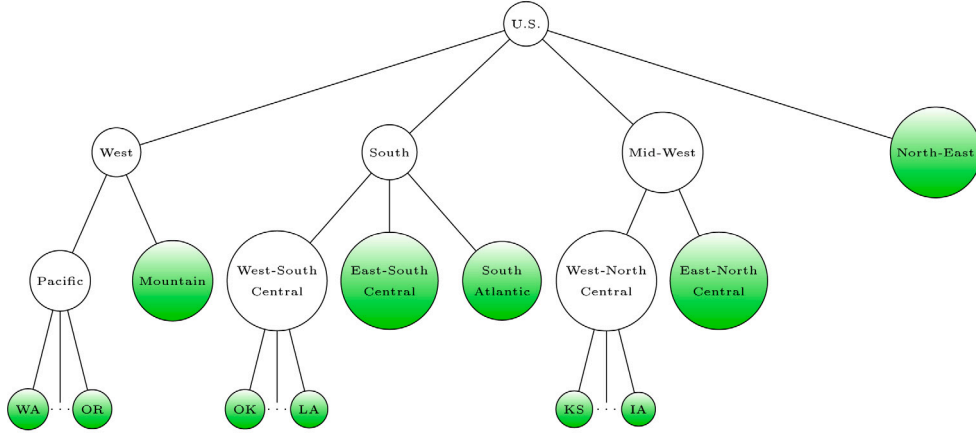 U.S.
West
South
Mid-West
North-East
Pacific
Mountain
West-South
Central
East-South
Central
South
Atlantic
West-North
Central
East-North
Central
WA ··· OR
OK ··· LA
KS ··· IA